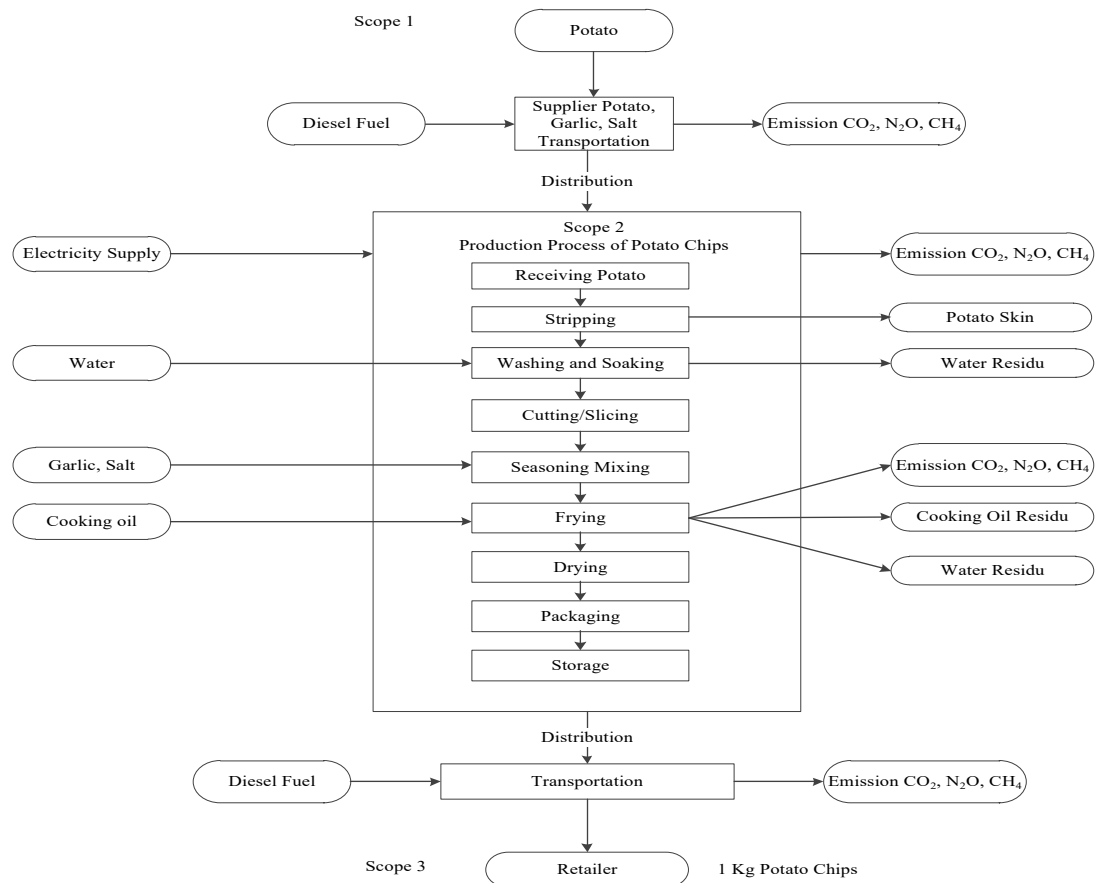 Scope 1
Potato
Diesel Fuel
Supplier Potato,
Garlic, Salt
Transportation
Emission CO₂, N₂O, CH₄
Distribution
Scope 2
Production Process of Potato Chips
Electricity Supply
Emission CO₂, N₂O, CH₄
Receiving Potato
Stripping
Potato Skin
Water
Washing and Soaking
Water Residu
Cutting/Slicing
Garlic, Salt
Seasoning Mixing
Emission CO₂, N₂O, CH₄
Cooking oil
Frying
Cooking Oil Residu
Drying
Water Residu
Packaging
Storage
Distribution
Diesel Fuel
Transportation
Emission CO₂, N₂O, CH₄
Scope 3
Retailer
1 Kg Potato Chips